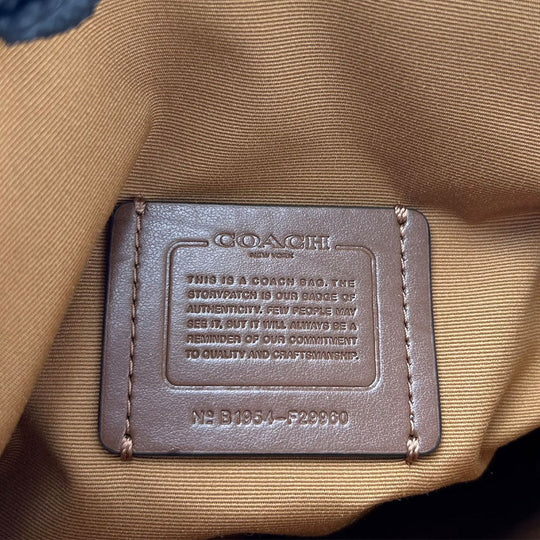 COACH
NEW YORK
THIS IS A COACH BAG. THE
STORYPATCH IS OUR BADGE OF
AUTHENTICITY. FEW PEOPLE MAY
SEE IT, BUT IT WILL ALWAYS BE A
REMINDER OF OUR COMMITMENT
TO QUALITY AND CRAFTSMANSHIP.
Nº B1954-F29960